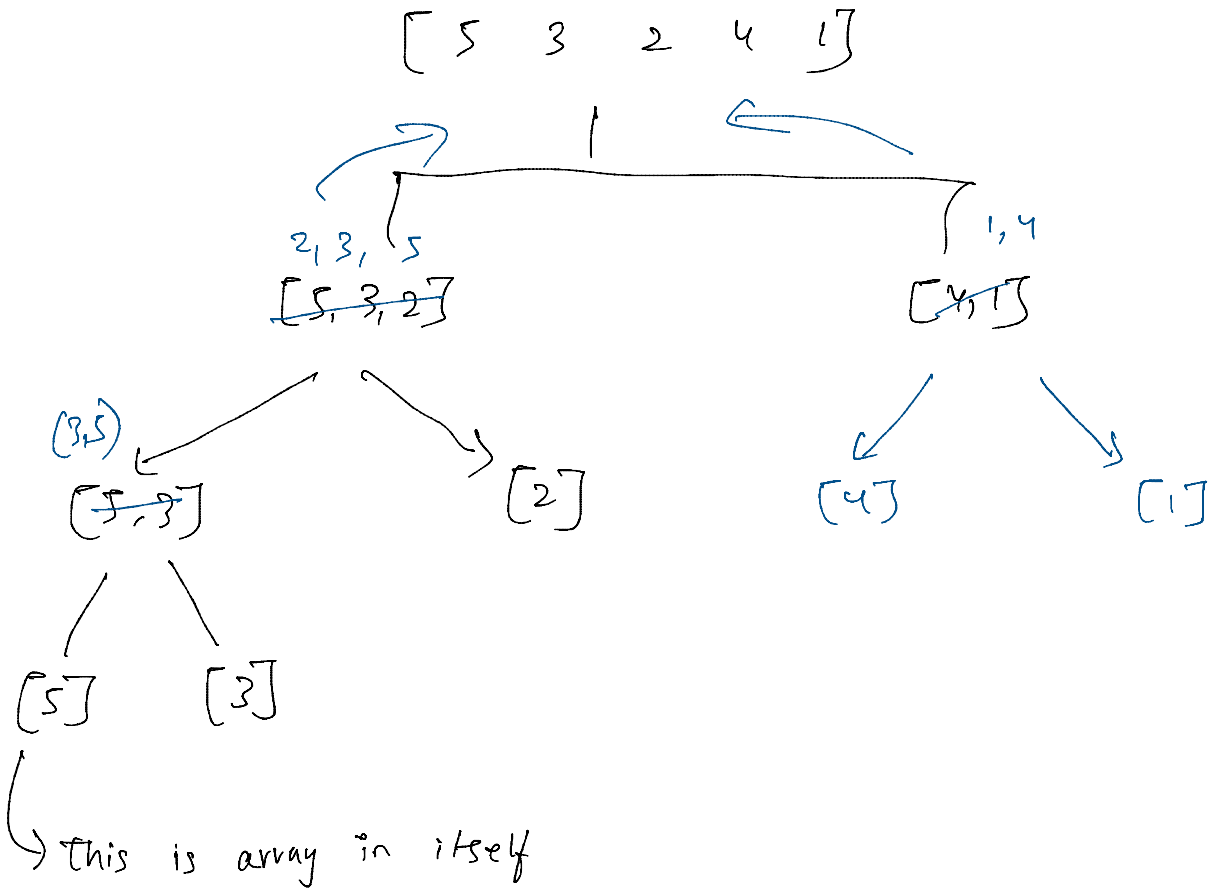 [ 5 3 2 4 1]
2, 3, 5
1, 4
[5, 3, 2]
[4, 1]
(3,5)
[5, 3]
[2]
[4]
[1]
[5]
[3]
this is array in itself